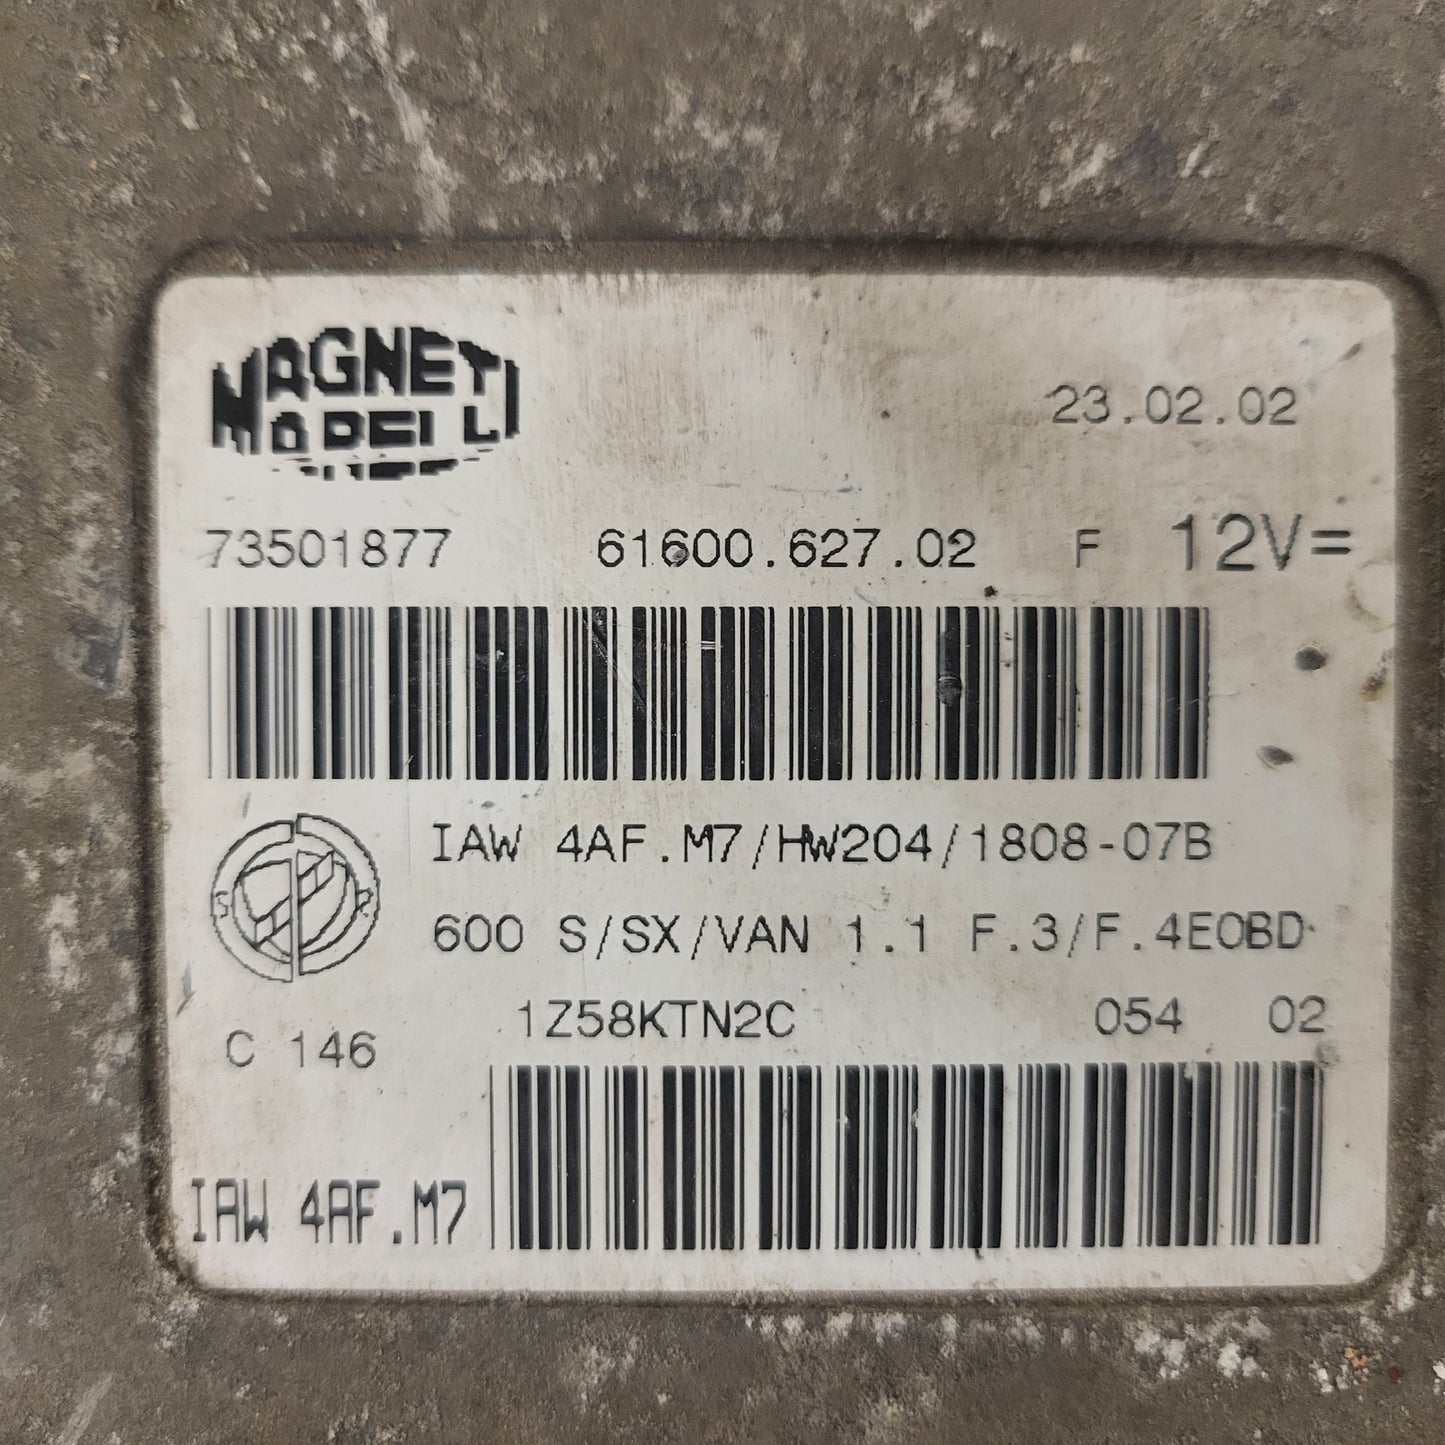 MAGNETI
MARELLI
23.02.02
73501877 61600.627.02 F 12V=
IAW 4AF.M7/HW204/1808-07B
S R
600 S/SX/VAN 1.1 F.3/F.4EOBD
1Z58KTN2C 054 02
C 146
IAW 4AF.M7